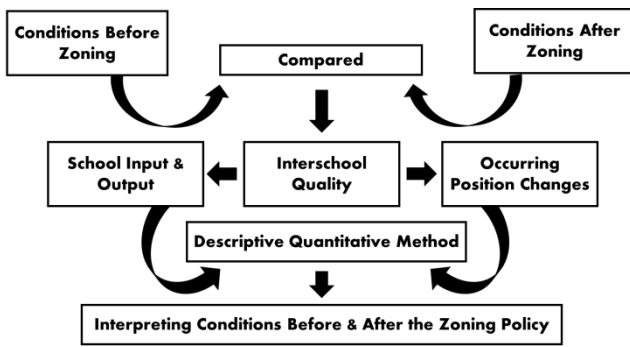 Conditions Before
Zoning
Conditions After
Zoning
Compared
School Input &
Output
Interschool
Quality
Occurring
Position Changes
Descriptive Quantitative Method
Interpreting Conditions Before & After the Zoning Policy